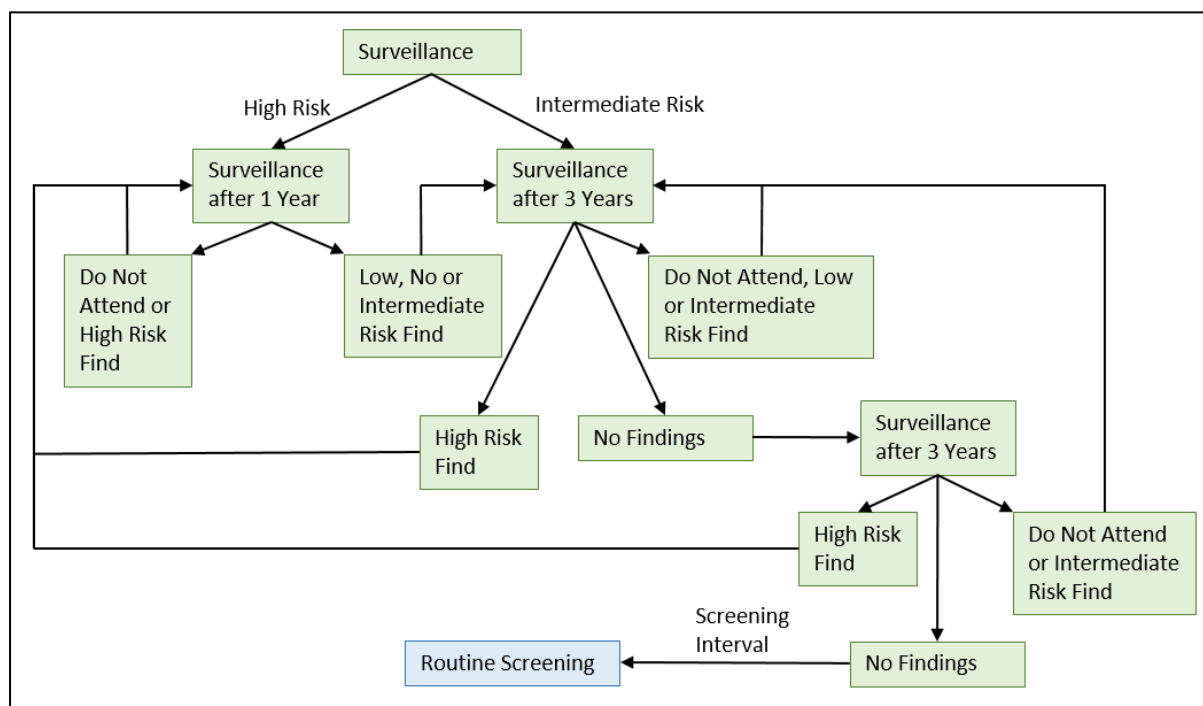 Surveillance
High Risk
Intermediate Risk
Surveillance
after 1 Year
Surveillance
after 3 Years
Do Not
Attend or
High Risk
Find
Low, No or
Intermediate
Risk Find
Do Not Attend, Low
or Intermediate
Risk Find
High Risk
Find
No Findings
Surveillance
after 3 Years
High Risk
Find
Do Not Attend
or Intermediate
Risk Find
Screening
Interval
Routine Screening
No Findings